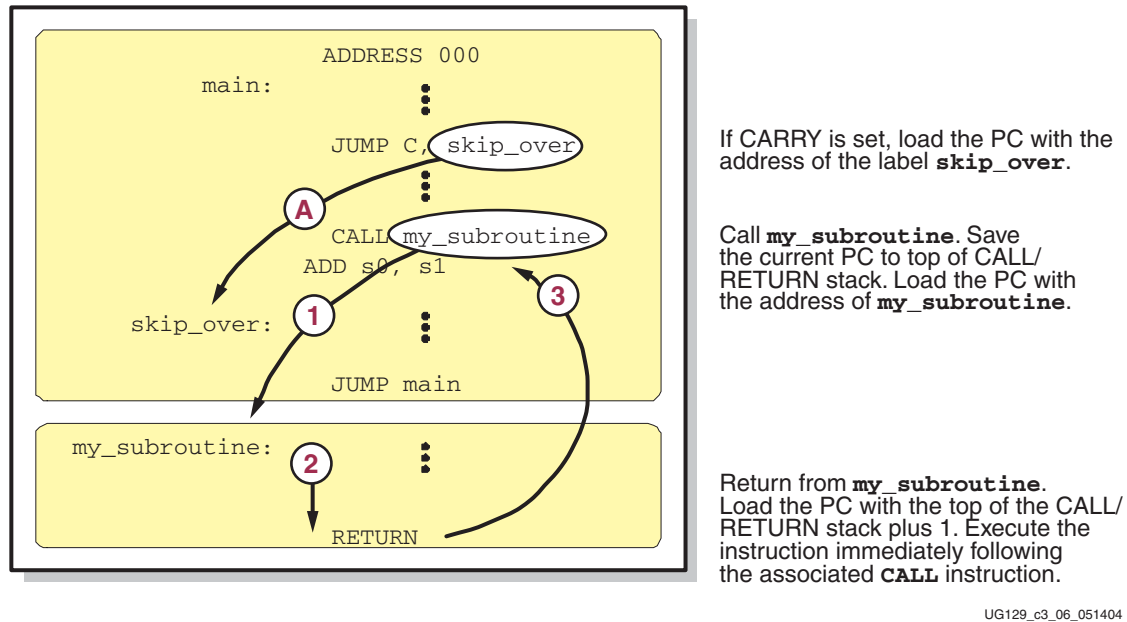 ADDRESS 000
main:
JUMP C, skip_over
A
CALL my_subroutine
ADD s0, s1
3
1
skip_over:
JUMP main
my_subroutine:
2
RETURN
If CARRY is set, load the PC with the
address of the label skip_over.
Call my_subroutine. Save
the current PC to top of CALL/
RETURN stack. Load the PC with
the address of my_subroutine.
Return from my_subroutine.
Load the PC with the top of the CALL/
RETURN stack plus 1. Execute the
instruction immediately following
the associated CALL instruction.
UG129_c3_06_051404